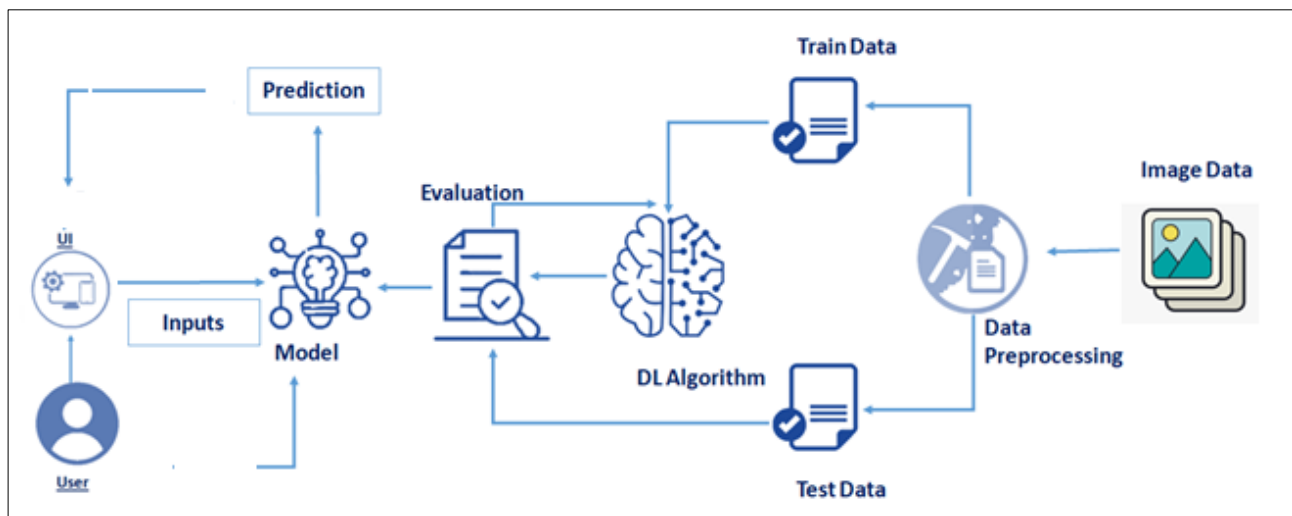 Train Data
Prediction
Image Data
Evaluation
UI
Inputs
Model
Data
Preprocessing
DL Algorithm
User
Test Data